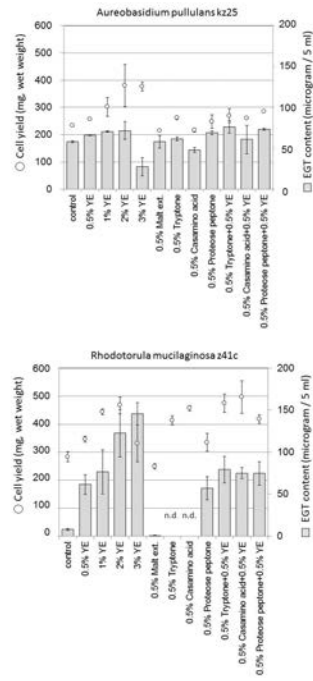 Aureobasidium pullulans kz25
600
500
400
300
200
100
0
Cell yield (mg, wet weight)
200
150
100
50
0
EGT content (microgram / 5 ml)
control
0.5% YE
1% YE
2% YE
3% YE
0.5% Malt ext.
0.5% Tryptone
0.5% Casamino acid
0.5% Proteose peptone
0.5% Tryptone+0.5% YE
0.5% Casamino acid+0.5% YE
0.5% Proteose peptone+0.5% YE
Rhodotorula mucilaginosa z41c
600
500
400
300
200
100
0
Cell yield (mg, wet weight)
200
150
100
50
0
EGT content (microgram / 5 ml)
n.d.
n.d.
control
0.5% YE
1% YE
2% YE
3% YE
0.5% Malt ext.
0.5% Tryptone
0.5% Casamino acid
0.5% Proteose peptone
0.5% Tryptone+0.5% YE
0.5% Casamino acid+0.5% YE
0.5% Proteose peptone+0.5% YE